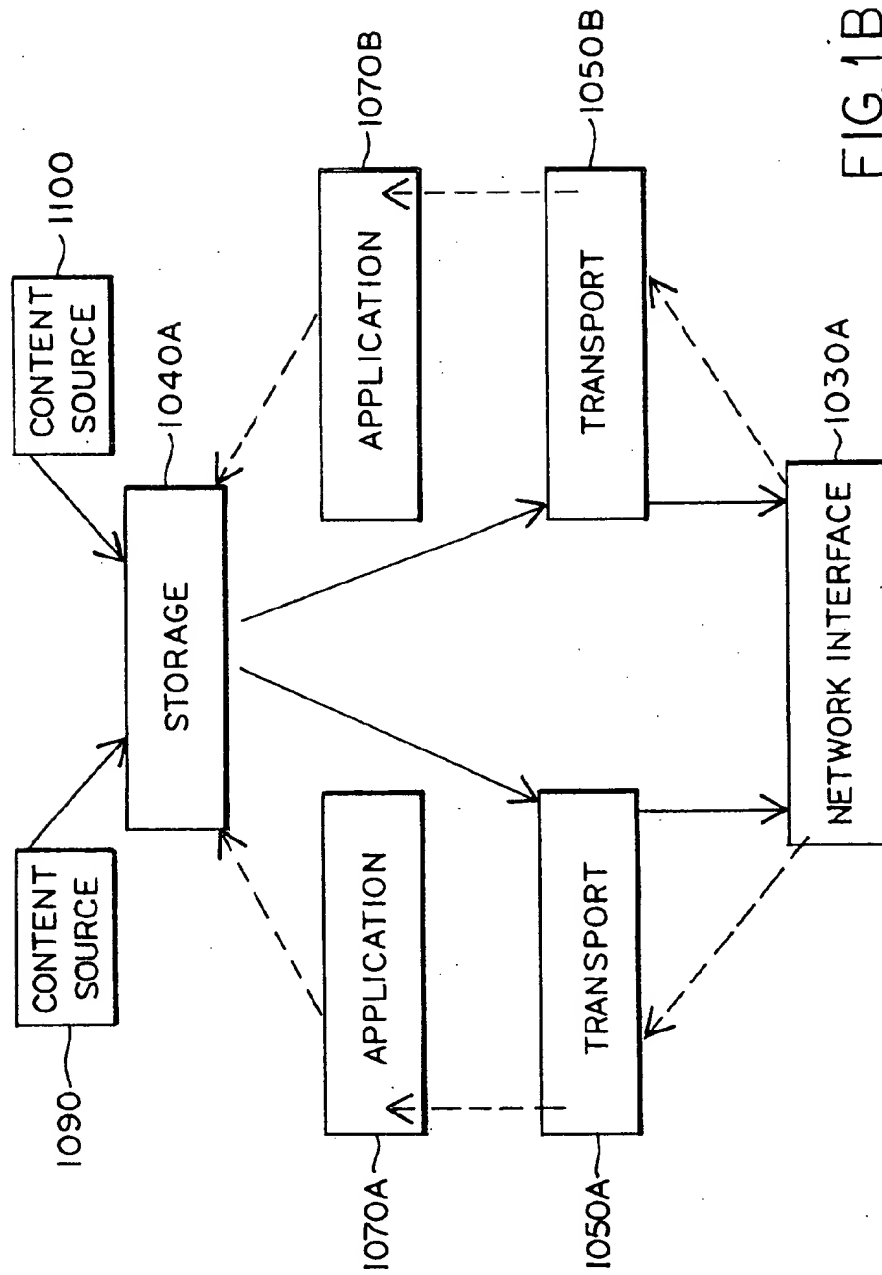 1090
CONTENT
SOURCE
CONTENT
SOURCE
1100
STORAGE
1040A
1070A
APPLICATION
APPLICATION
1070B
1050A
TRANSPORT
TRANSPORT
1050B
NETWORK INTERFACE
1030A
FIG. 1B